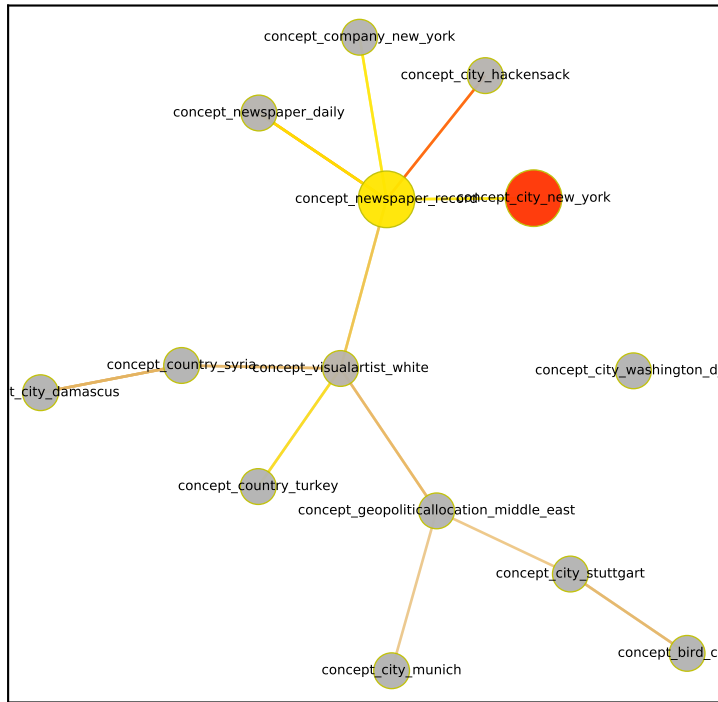 concept_company_new_york
concept_city_hackensack
concept_newspaper_daily
concept_newspaper_record
concept_city_new_york
concept_country_syria
concept_visualartist_white
concept_city_washington_d
t_city_damascus
concept_country_turkey
concept_geopoliticallocation_middle_east
concept_city_stuttgart
concept_bird_c
concept_city_munich